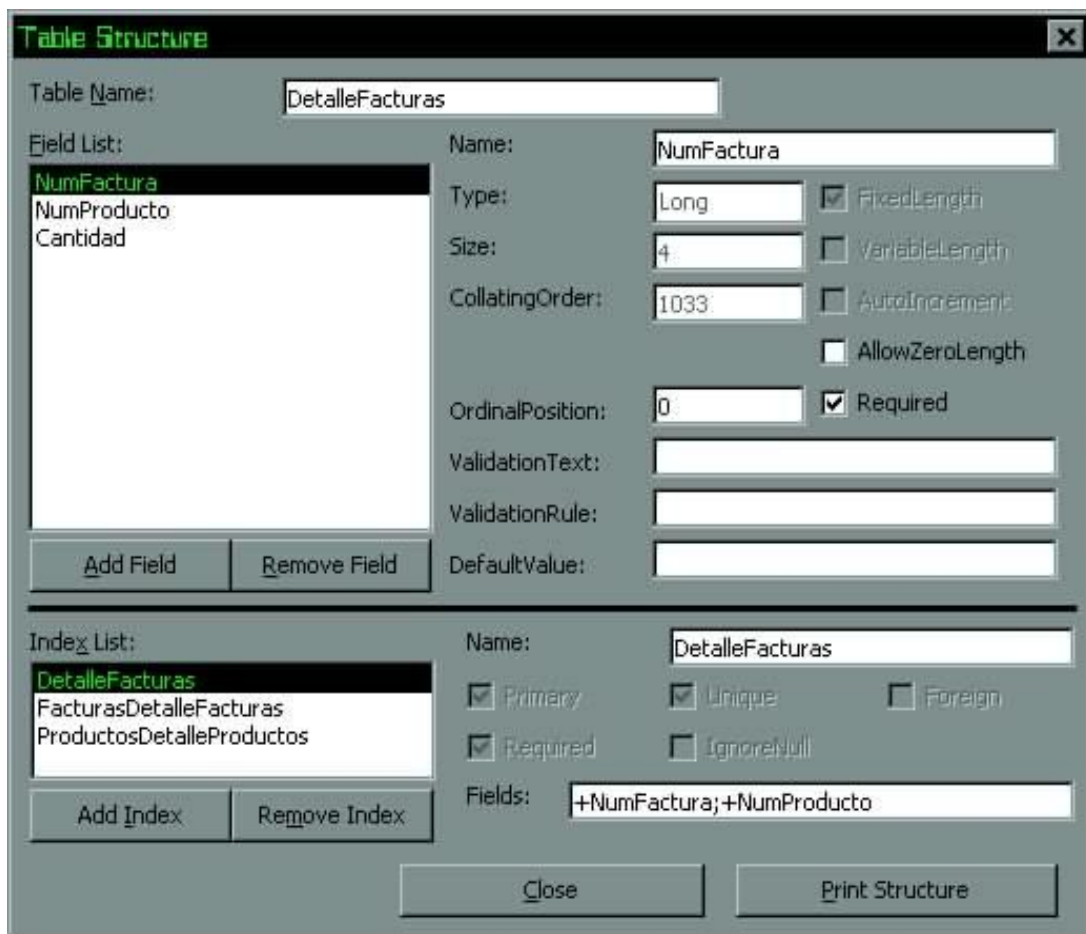 Table Structure
Table Name: DetalleFacturas
Field List:
NumFactura
NumProducto
Cantidad
Add Field Remove Field
Name: NumFactura
Type: Long FixedLength
Size: 4 VariableLength
CollatingOrder: 1033 AutoIncrement
AllowZeroLength
OrdinalPosition: 0 Required
ValidationText:
ValidationRule:
DefaultValue:
Index List:
DetalleFacturas
FacturasDetalleFacturas
ProductosDetalleProductos
Add Index Remove Index
Name: DetalleFacturas
Primary Unique Foreign
Required IgnoreNull
Fields: +NumFactura;+NumProducto
Close Print Structure